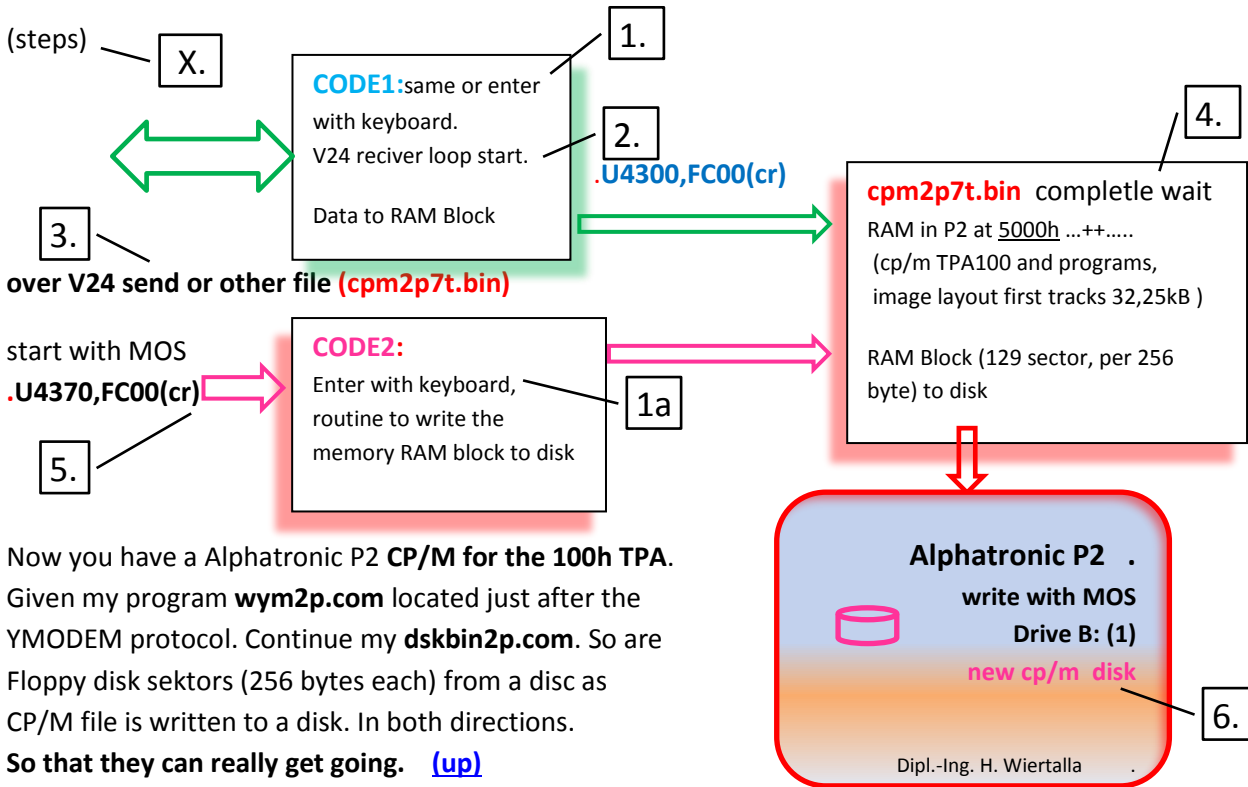 (steps)
X.
1.
CODE1:same or enter
with keyboard.
V24 reciver loop start.
Data to RAM Block
2.
.U4300,FC00(cr)
4.
cpm2p7t.bin completle wait
RAM in P2 at 5000h ...++.....
(cp/m TPA100 and programs,
image layout first tracks 32,25kB )
RAM Block (129 sector, per 256
byte) to disk
3.
over V24 send or other file (cpm2p7t.bin)
start with MOS
.U4370,FC00(cr)
5.
CODE2:
Enter with keyboard,
routine to write the
memory RAM block to disk
1a
Now you have a Alphatronic P2 CP/M for the 100h TPA.
Given my program wym2p.com located just after the
YMODEM protocol. Continue my dskbin2p.com. So are
Floppy disk sektors (256 bytes each) from a disc as
CP/M file is written to a disk. In both directions.
So that they can really get going. (up)
Alphatronic P2 .
write with MOS
Drive B: (1)
new cp/m disk
6.
Dipl.-Ing. H. Wiertalla .